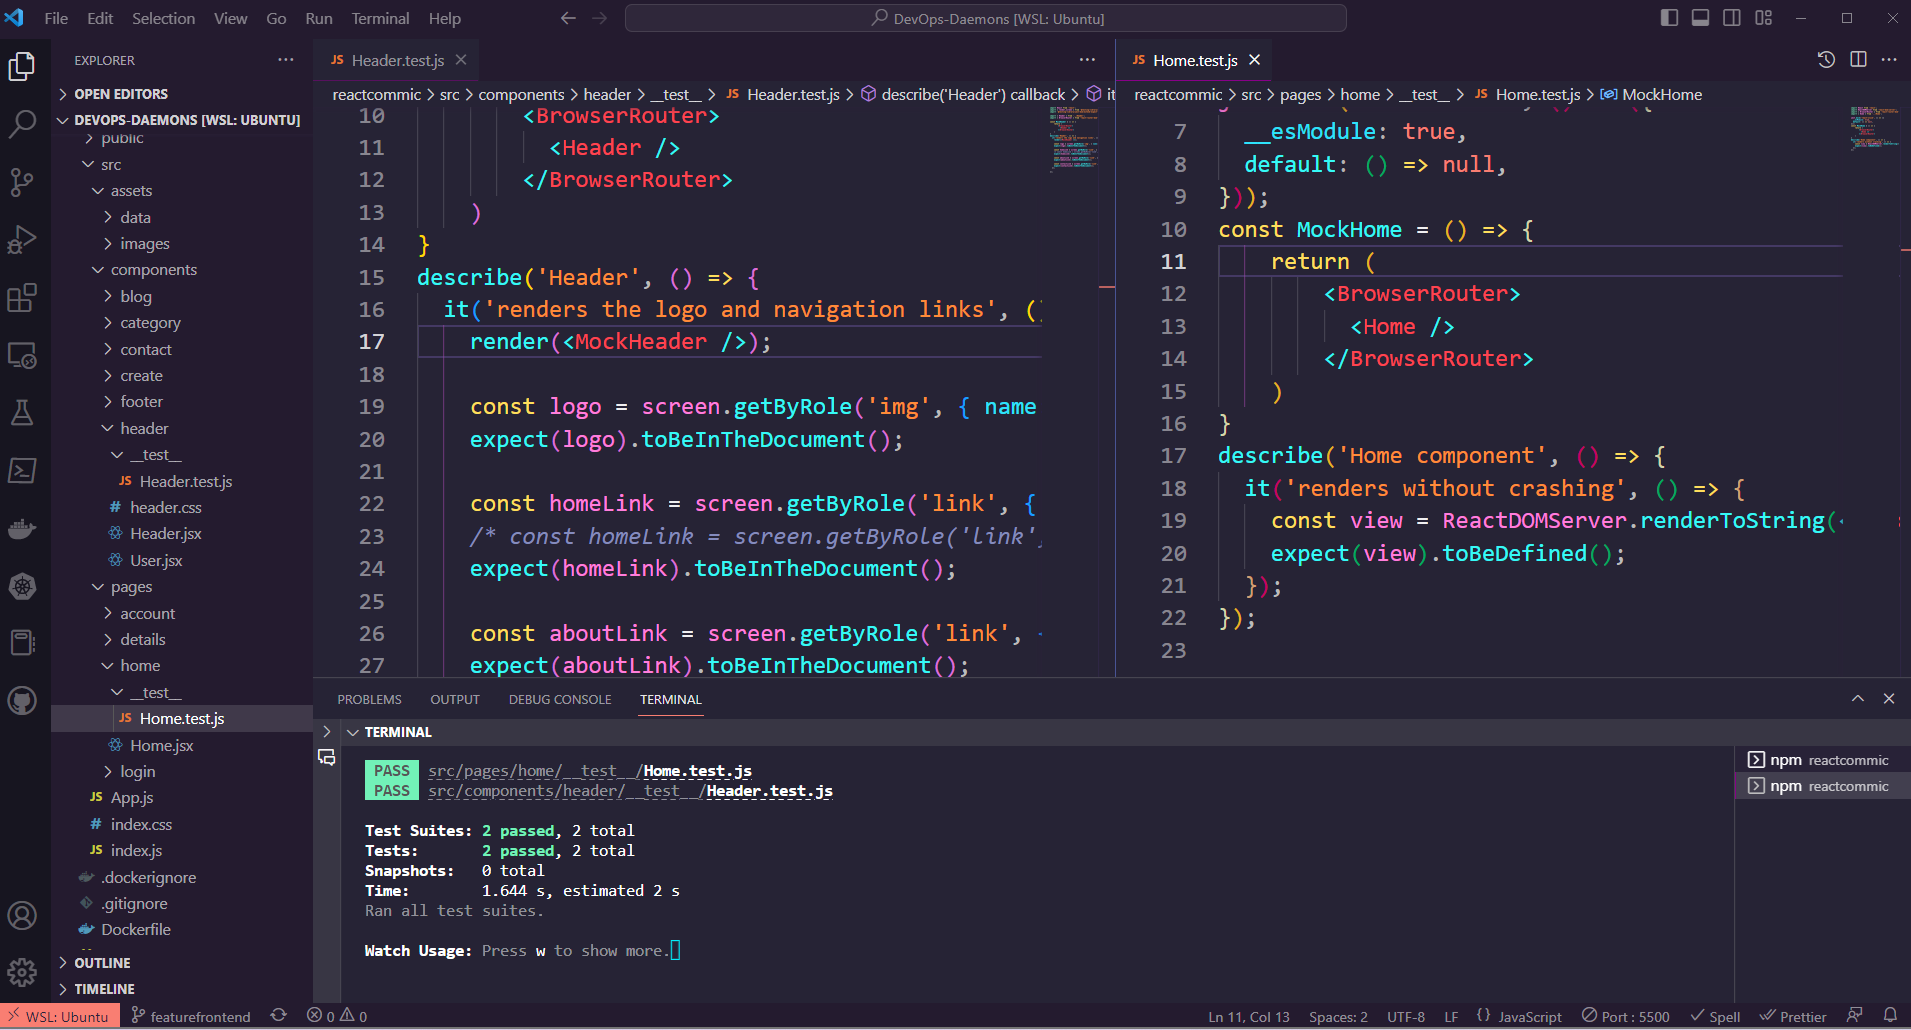 File Edit Selection View Go Run Terminal Help
DevOps-Daemons [WSL: Ubuntu]
EXPLORER
OPEN EDITORS
DEVOPS-DAEMONS [WSL: UBUNTU]
public
src
assets
data
images
components
blog
category
contact
create
footer
header
__test__
JS Header.test.js
# header.css
Header.jsx
User.jsx
pages
account
details
home
__test__
JS Home.test.js
Home.jsx
login
JS App.js
# index.css
JS index.js
.dockerignore
.gitignore
Dockerfile
OUTLINE
TIMELINE
JS Header.test.js
reactcommic > src > components > header > __test__ > JS Header.test.js > describe('Header') callback > it
10 <BrowserRouter>
11 <Header />
12 </BrowserRouter>
13 )
14 }
15 describe('Header', () => {
16 it('renders the logo and navigation links', ()
17 render(<MockHeader />);
18
19 const logo = screen.getByRole('img', { name
20 expect(logo).toBeInTheDocument();
21
22 const homeLink = screen.getByRole('link', {
23 /* const homeLink = screen.getByRole('link',
24 expect(homeLink).toBeInTheDocument();
25
26 const aboutLink = screen.getByRole('link',
27 expect(aboutLink).toBeInTheDocument();
JS Home.test.js
reactcommic > src > pages > home > __test__ > JS Home.test.js > MockHome
7 __esModule: true,
8 default: () => null,
9 }));
10 const MockHome = () => {
11 return (
12 <BrowserRouter>
13 <Home />
14 </BrowserRouter>
15 )
16 }
17 describe('Home component', () => {
18 it('renders without crashing', () => {
19 const view = ReactDOMServer.renderToString(
20 expect(view).toBeDefined();
21 });
22 });
23
PROBLEMS OUTPUT DEBUG CONSOLE TERMINAL
TERMINAL
PASS src/pages/home/__test__/Home.test.js
PASS src/components/header/__test__/Header.test.js
Test Suites: 2 passed, 2 total
Tests: 2 passed, 2 total
Snapshots: 0 total
Time: 1.644 s, estimated 2 s
Ran all test suites.
Watch Usage: Press w to show more.
npm reactcommic
npm reactcommic
WSL: Ubuntu featurefrontend 0 0 Ln 11, Col 13 Spaces: 2 UTF-8 LF {} JavaScript Port : 5500 Spell Prettier